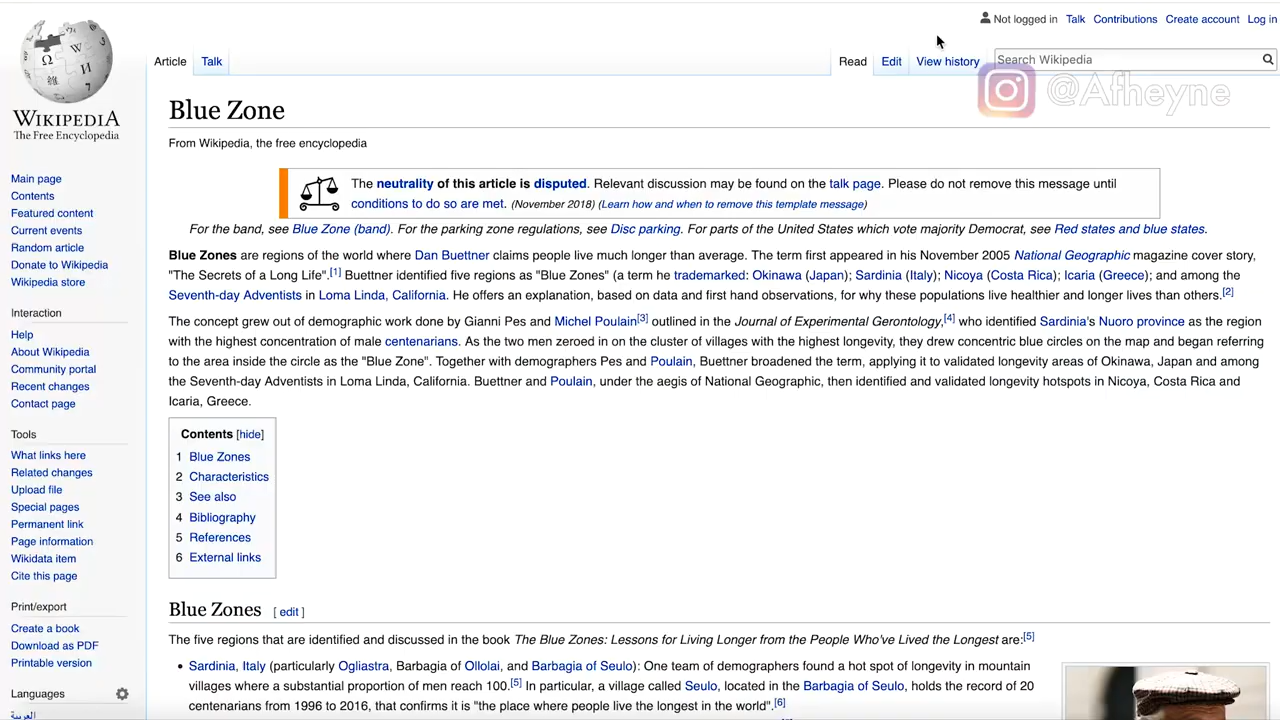 Not logged in Talk Contributions Create account Log in
Article Talk Read Edit View history Search Wikipedia
@Afheyne
WIKIPEDIA
The Free Encyclopedia
Blue Zone
From Wikipedia, the free encyclopedia
The neutrality of this article is disputed. Relevant discussion may be found on the talk page. Please do not remove this message until
conditions to do so are met. (November 2018) (Learn how and when to remove this template message)
For the band, see Blue Zone (band). For the parking zone regulations, see Disc parking. For parts of the United States which vote majority Democrat, see Red states and blue states.
Blue Zones are regions of the world where Dan Buettner claims people live much longer than average. The term first appeared in his November 2005 National Geographic magazine cover story,
"The Secrets of a Long Life".[1] Buettner identified five regions as "Blue Zones" (a term he trademarked: Okinawa (Japan); Sardinia (Italy); Nicoya (Costa Rica); Icaria (Greece); and among the
Seventh-day Adventists in Loma Linda, California. He offers an explanation, based on data and first hand observations, for why these populations live healthier and longer lives than others.[2]
The concept grew out of demographic work done by Gianni Pes and Michel Poulain[3] outlined in the Journal of Experimental Gerontology,[4] who identified Sardinia's Nuoro province as the region
with the highest concentration of male centenarians. As the two men zeroed in on the cluster of villages with the highest longevity, they drew concentric blue circles on the map and began referring
to the area inside the circle as the "Blue Zone". Together with demographers Pes and Poulain, Buettner broadened the term, applying it to validated longevity areas of Okinawa, Japan and among
the Seventh-day Adventists in Loma Linda, California. Buettner and Poulain, under the aegis of National Geographic, then identified and validated longevity hotspots in Nicoya, Costa Rica and
Icaria, Greece.
Contents [hide]
1 Blue Zones
2 Characteristics
3 See also
4 Bibliography
5 References
6 External links
Blue Zones [ edit ]
The five regions that are identified and discussed in the book The Blue Zones: Lessons for Living Longer from the People Who've Lived the Longest are:[5]
• Sardinia, Italy (particularly Ogliastra, Barbagia of Ollolai, and Barbagia of Seulo): One team of demographers found a hot spot of longevity in mountain
villages where a substantial proportion of men reach 100.[5] In particular, a village called Seulo, located in the Barbagia of Seulo, holds the record of 20
centenarians from 1996 to 2016, that confirms it is "the place where people live the longest in the world".[6]
Main page
Contents
Featured content
Current events
Random article
Donate to Wikipedia
Wikipedia store
Interaction
Help
About Wikipedia
Community portal
Recent changes
Contact page
Tools
What links here
Related changes
Upload file
Special pages
Permanent link
Page information
Wikidata item
Cite this page
Print/export
Create a book
Download as PDF
Printable version
Languages
العربية